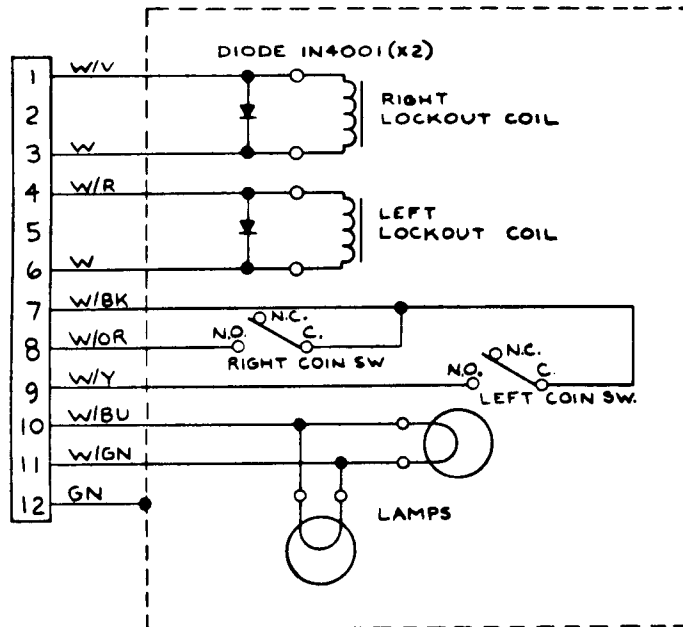 DIODE IN4001 (X2)
1 W/V
2
3 W
RIGHT
LOCKOUT COIL
4 W/R
5
6 W
LEFT
LOCKOUT COIL
7 W/BK
8 W/OR
N.O. N.C. C.
RIGHT COIN SW
9 W/Y
N.O. N.C. C.
LEFT COIN SW.
10 W/BU
11 W/GN
12 GN
LAMPS